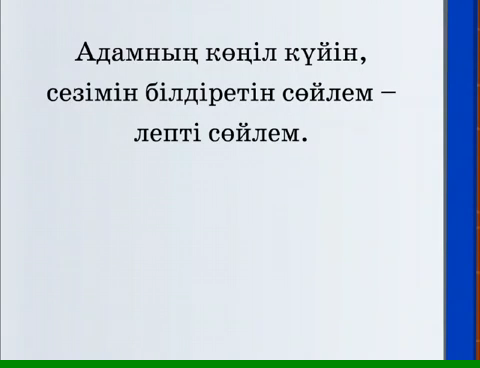 Адамның көңіл күйін,
сезімін білдіретін сөйлем –
лепті сөйлем.